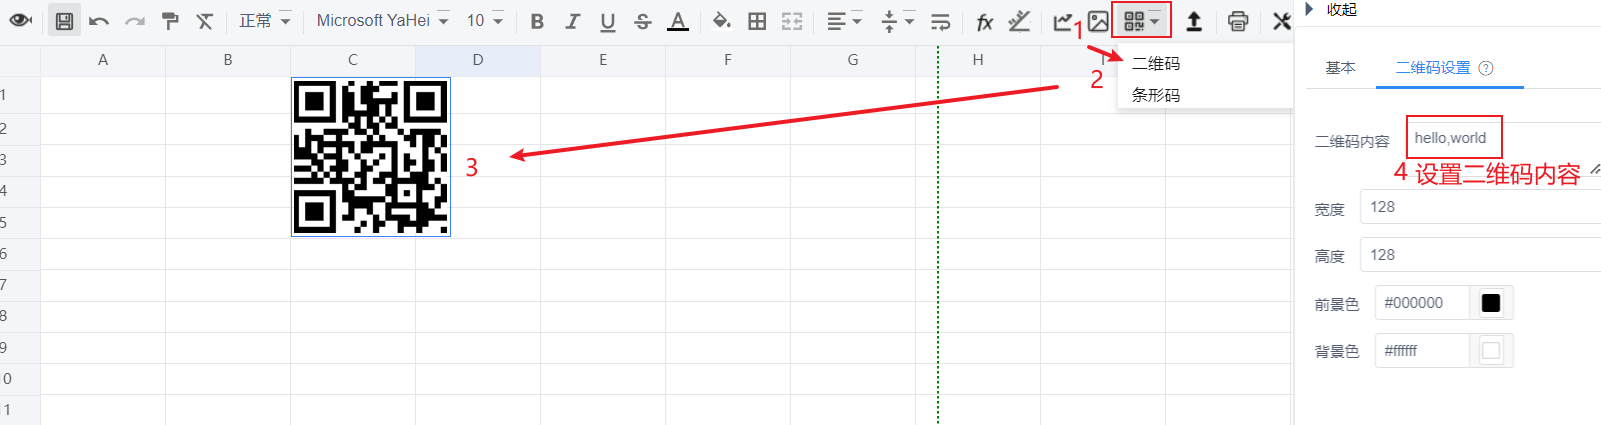 正常 Microsoft YaHei 10 B I U S A fx 收起
1
A B C D E F G H
2
二维码
条形码
基本 二维码设置 ?
1
2
3
4
5
6
7
8
9
10
11
3
二维码内容 hello,world
4 设置二维码内容
宽度 128
高度 128
前景色 #000000
背景色 #ffffff